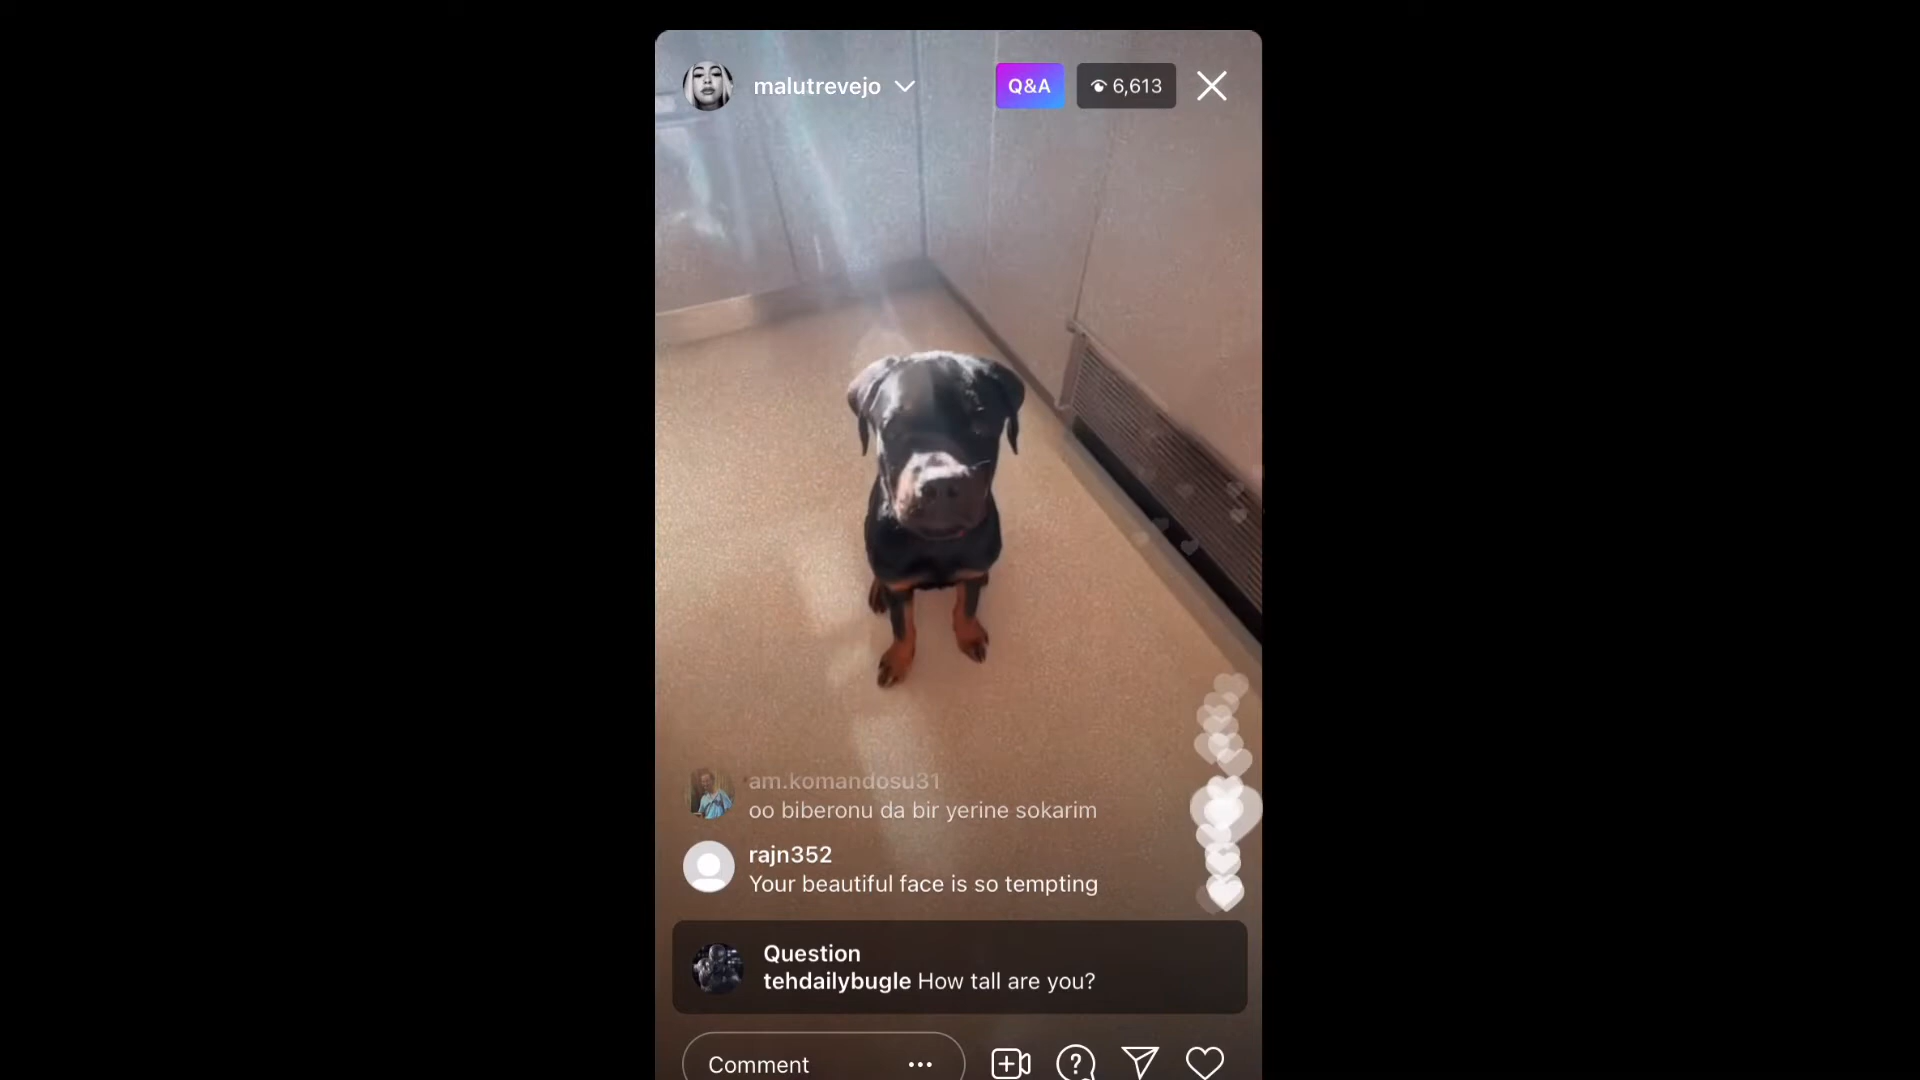 malutrevejo
Q&A
6,613
am.komandosu31
oo biberonu da bir yerine sokarim
rajn352
Your beautiful face is so tempting
Question
tehdailybugle How tall are you?
Comment